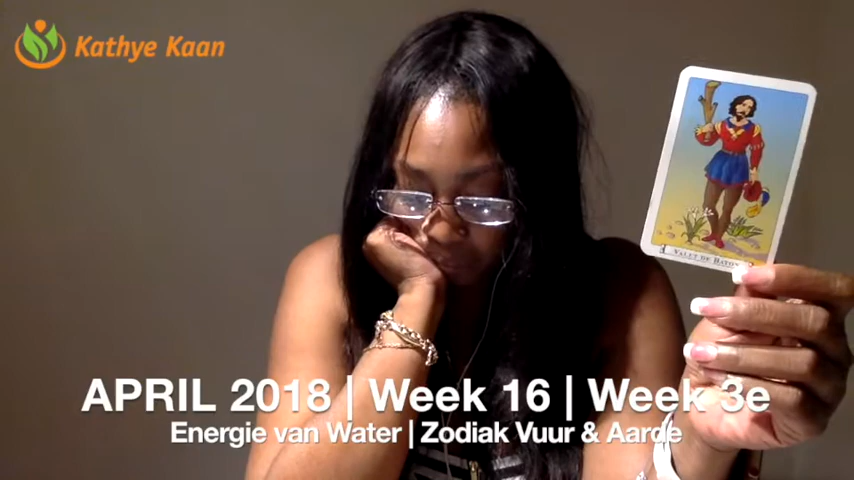 Kathye Kaan
VALET DE BATON
APRIL 2018 | Week 16 | Week 3e
Energie van Water | Zodiak Vuur & Aarde